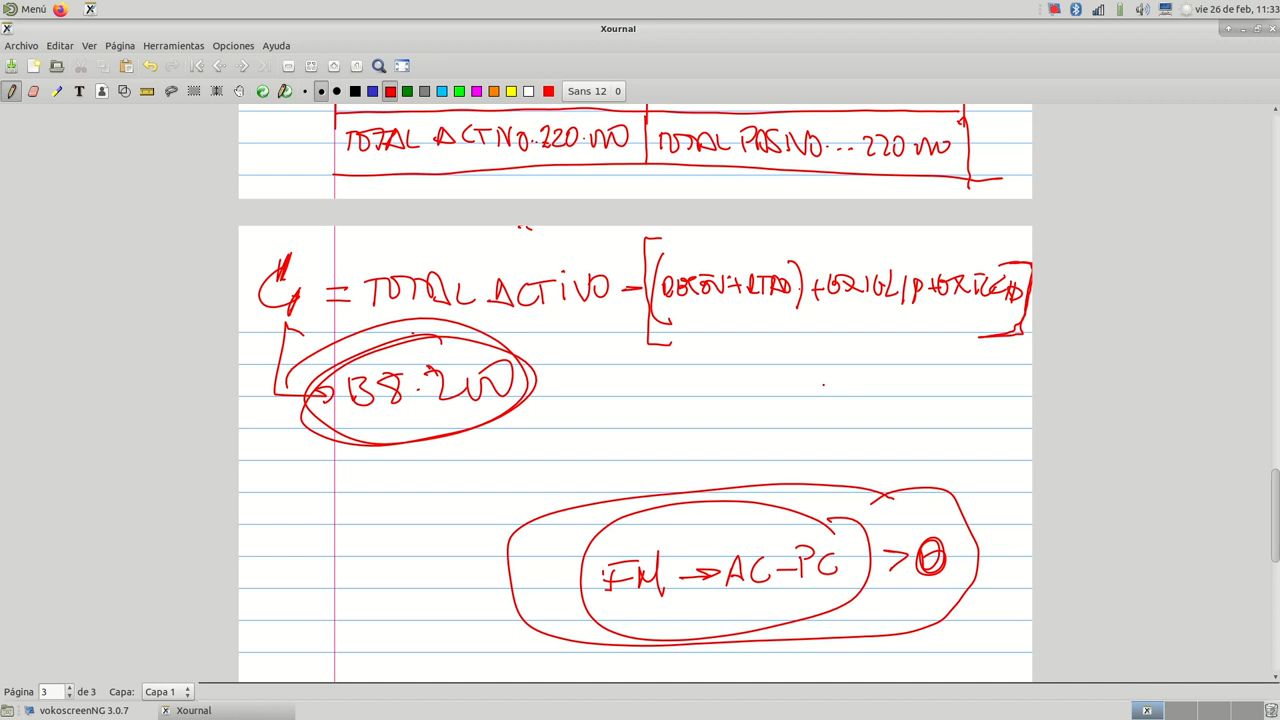 Menú vie 26 de feb, 11:33
Xournal
Archivo Editar Ver Página Herramientas Opciones Ayuda
Sans 12 0
TOTAL ACTIVO..220.000 TOTAL PASIVO... 220.000
= TOTAL ACTIVO - [( + RTADO) + EXIGL/P +
138.200
FM → AC - PC > 0
Página 3 de 3 Capa: Capa 1
vokoscreenNG 3.0.7 Xournal